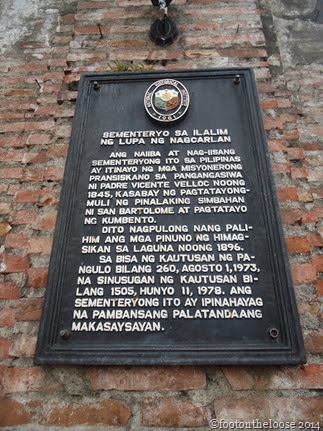 1981
SEMENTERYO SA ILALIM
NG LUPA NG NAGCARLAN
ANG NAIIBA AT NAG-IISANG
SEMENTERYONG ITO SA PILIPINAS
AY ITINAYO NG MGA MISYONERONG
PRANSISKANO SA PANGANGASIWA
NI PADRE VICENTE VELLOC NOONG
1845, KASABAY NG PAGTATAYONG-
MULI NG PINALAKING SIMBAHAN
NI SAN BARTOLOME AT PAGTATAYO
NG KUMBENTO.
DITO NAGPULONG NANG PALI-
HIM ANG MGA PINUNO NG HIMAG-
SIKAN SA LAGUNA NOONG 1896.
SA BISA NG KAUTUSAN NG PA-
NGULO BILANG 260, AGOSTO 1, 1973,
NA SINUSUGAN NG KAUTUSAN BI-
LANG 1505, HUNYO 11, 1978. ANG
SEMENTERYONG ITO AY IPINAHAYAG
NA PAMBANSANG PALATANDAANG
MAKASAYSAYAN.
©footontheloose 2014